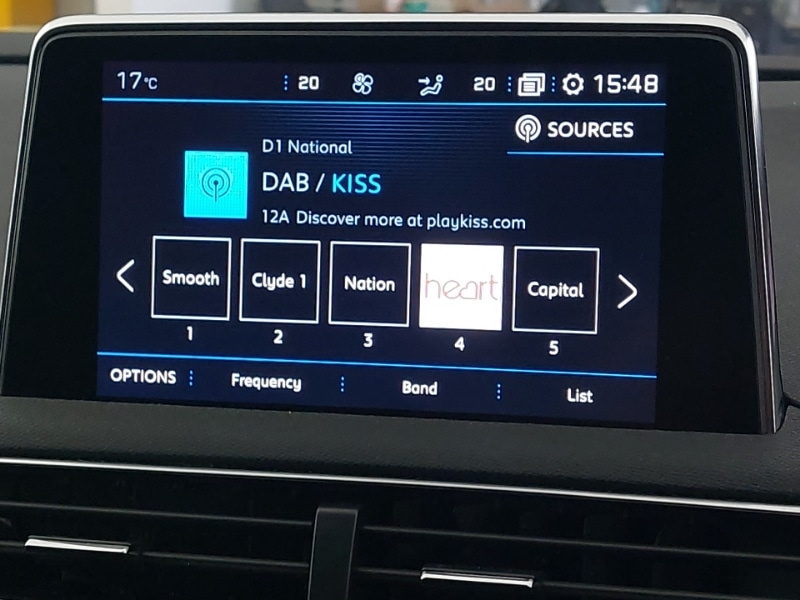 17°C 20 20 15:48
SOURCES
D1 National
DAB / KISS
12A Discover more at playkiss.com
Smooth Clyde 1 Nation heart Capital
1 2 3 4 5
OPTIONS Frequency Band List